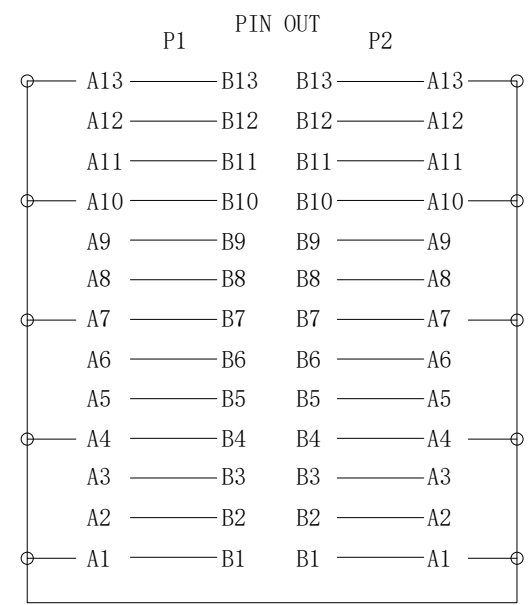 PIN OUT
P1 P2
A13 B13 B13 A13
A12 B12 B12 A12
A11 B11 B11 A11
A10 B10 B10 A10
A9 B9 B9 A9
A8 B8 B8 A8
A7 B7 B7 A7
A6 B6 B6 A6
A5 B5 B5 A5
A4 B4 B4 A4
A3 B3 B3 A3
A2 B2 B2 A2
A1 B1 B1 A1